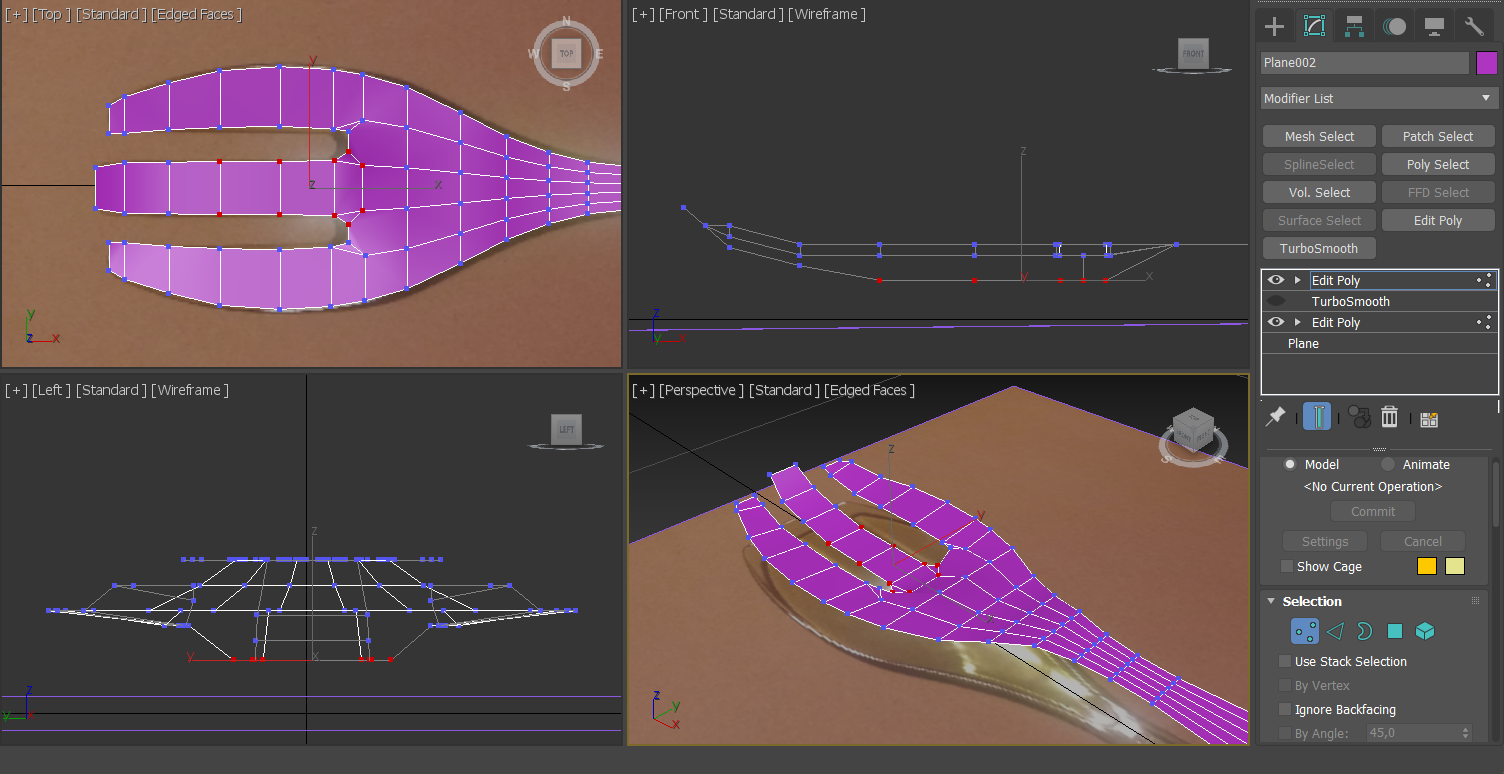 [+] [Top ] [Standard ] [Edged Faces ]
N
W TOP E
S
y
z x
y
z x
[+] [Front ] [Standard ] [Wireframe ]
FRONT
z
y x
z
y x
[+] [Left ] [Standard ] [Wireframe ]
LEFT
z
y x
z
y x
[+] [Perspective ] [Standard ] [Edged Faces ]
TOP
S
z
y
x
z
y
x
Plane002
Modifier List
Mesh Select Patch Select
SplineSelect Poly Select
Vol. Select FFD Select
Surface Select Edit Poly
TurboSmooth
Edit Poly
TurboSmooth
Edit Poly
Plane
Model Animate
<No Current Operation>
Commit
Settings Cancel
Show Cage
Selection
Use Stack Selection
By Vertex
Ignore Backfacing
By Angle: 45,0